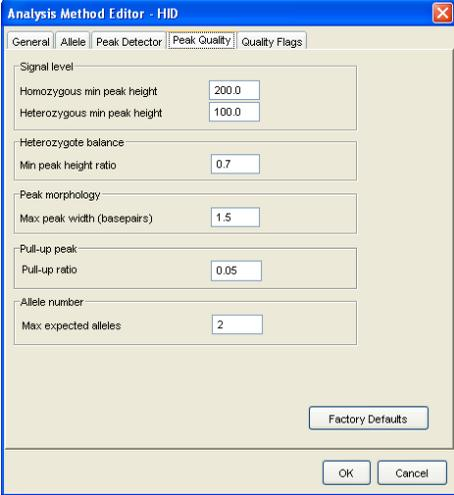 Analysis Method Editor - HID
General Allele Peak Detector Peak Quality Quality Flags
Signal level
Homozygous min peak height 200.0
Heterozygous min peak height 100.0
Heterozygote balance
Min peak height ratio 0.7
Peak morphology
Max peak width (basepairs) 1.5
Pull-up peak
Pull-up ratio 0.05
Allele number
Max expected alleles 2
Factory Defaults
OK Cancel